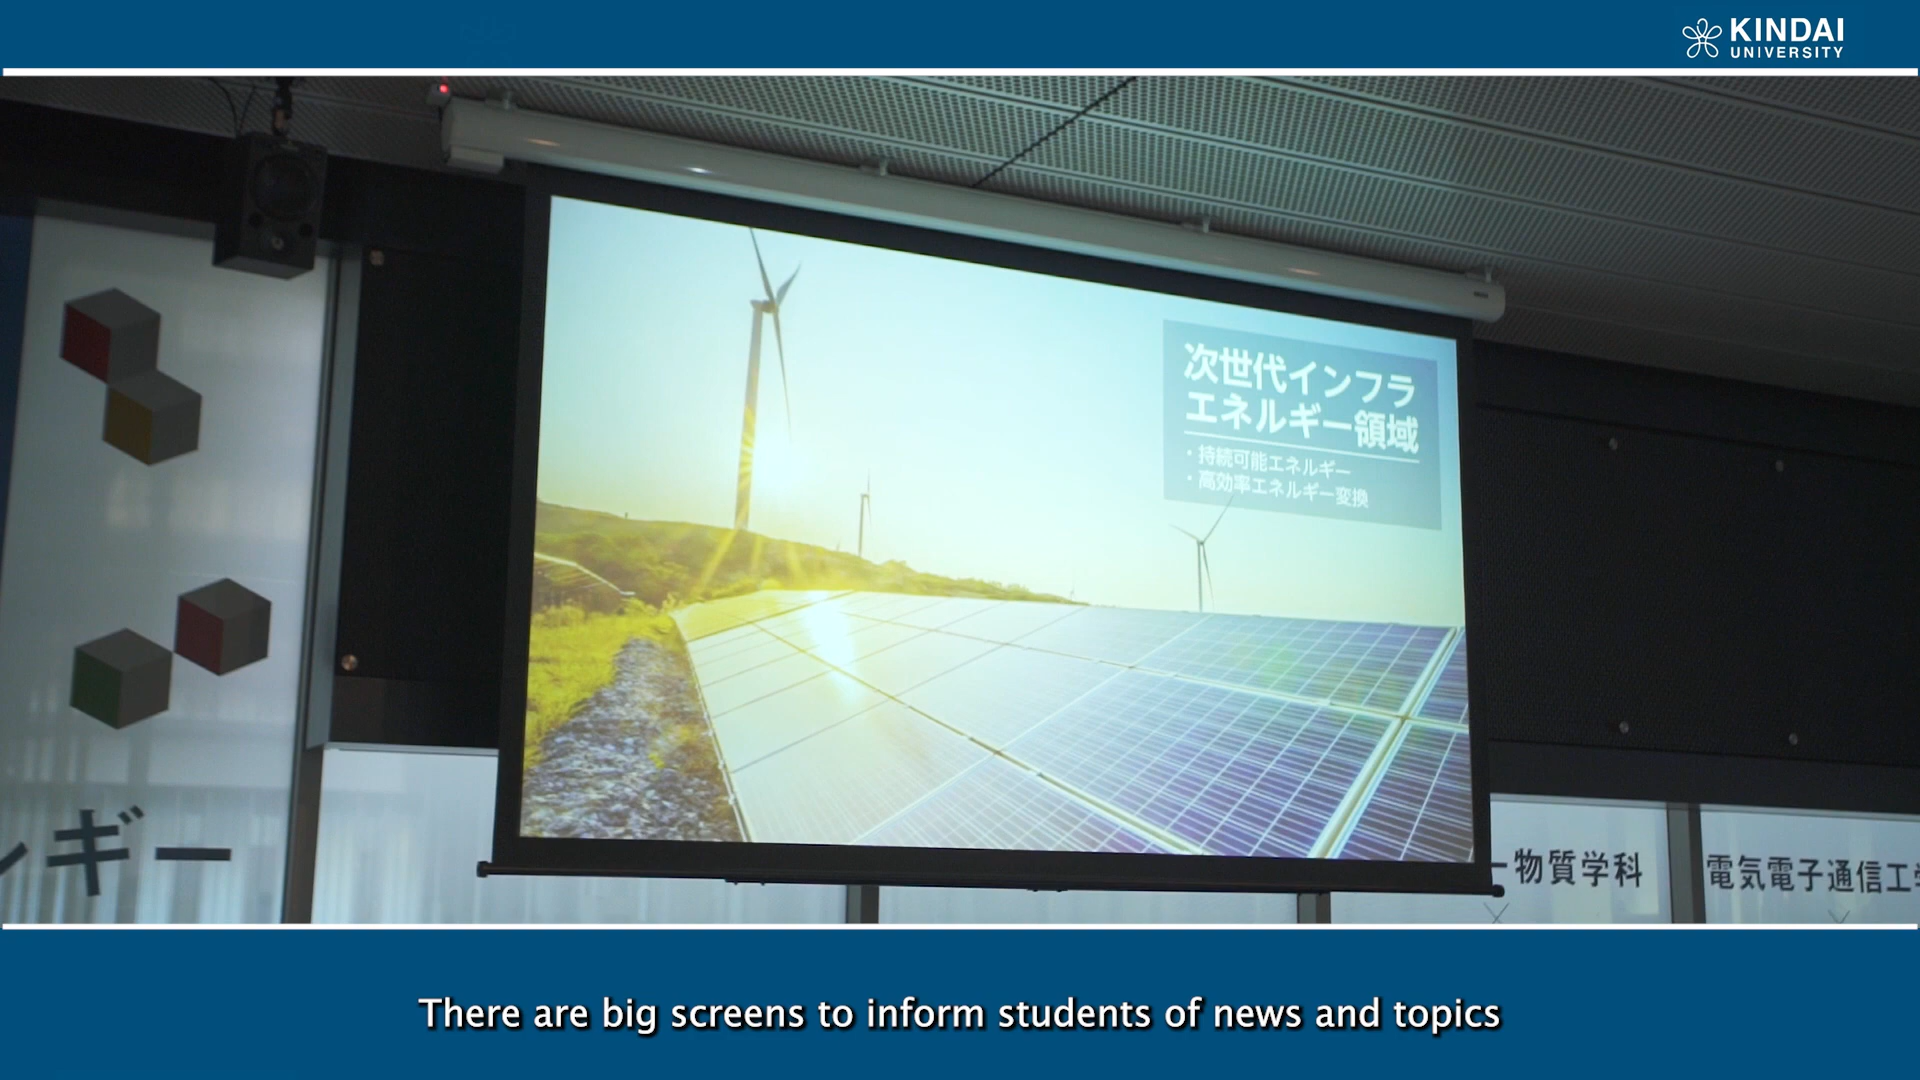 KINDAI
UNIVERSITY
次世代インフラ
エネルギー領域
・持続可能エネルギー
・高効率エネルギー変換
ルギー
ー物質学科
電気電子通信工学
There are big screens to inform students of news and topics